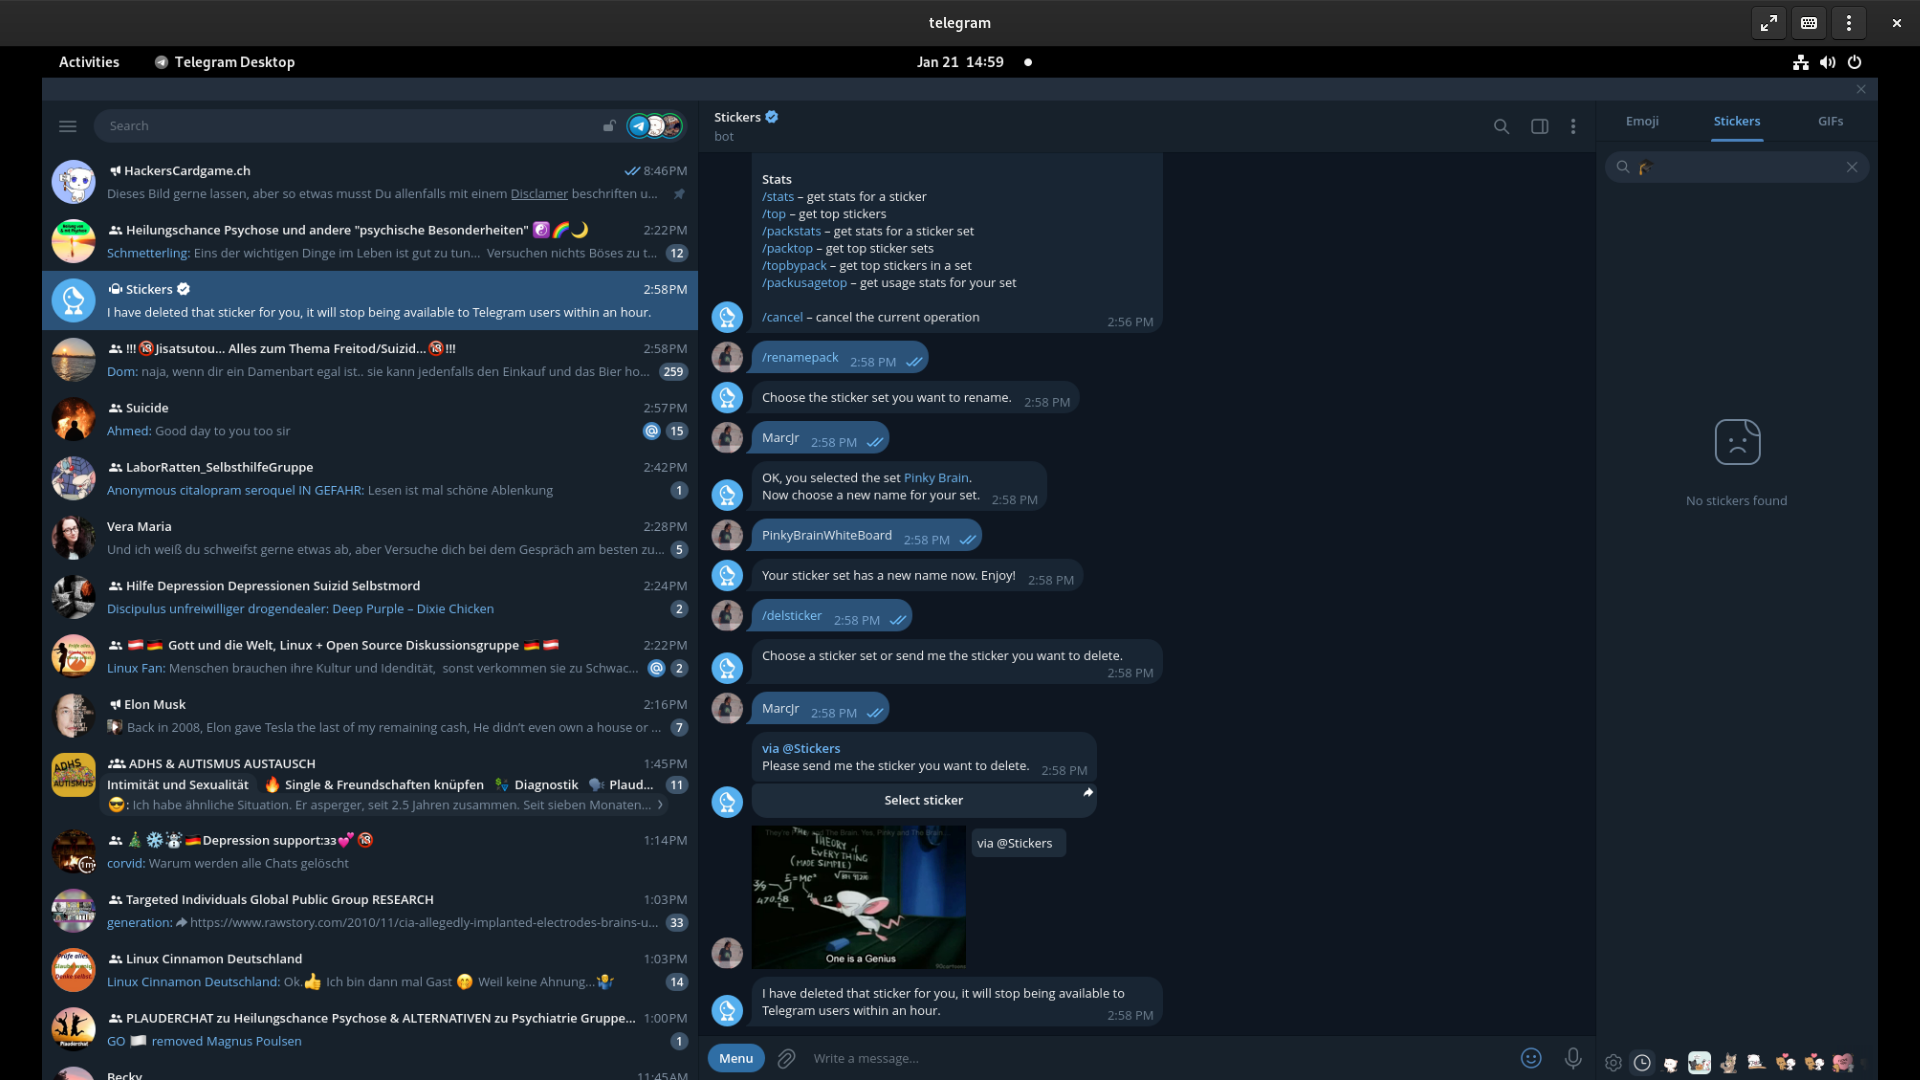 telegram
Activities
Telegram Desktop
Jan 21 14:59
Search
HackersCardgame.ch
8:46PM
Dieses Bild gerne lassen, aber so etwas musst Du allenfalls mit einem Disclamer beschriften u...
Heilungschance Psychose und andere "psychische Besonderheiten"
2:22PM
Schmetterling: Eins der wichtigen Dinge im Leben ist gut zu tun... Versuchen nichts Böses zu t...
12
Stickers
2:58PM
I have deleted that sticker for you, it will stop being available to Telegram users within an hour.
!!!🔞Jisatsutou... Alles zum Thema Freitod/Suizid...🔞!!!
2:58PM
Dom: naja, wenn dir ein Damenbart egal ist.. sie kann jedenfalls den Einkauf und das Bier ho...
259
Suicide
2:57PM
Ahmed: Good day to you too sir
@ 15
LaborRatten_SelbsthilfeGruppe
2:42PM
Anonymous citalopram seroquel IN GEFAHR: Lesen ist mal schöne Ablenkung
1
Vera Maria
2:28PM
Und ich weiß du schweifst gerne etwas ab, aber Versuche dich bei dem Gespräch am besten zu...
5
Hilfe Depression Depressionen Suizid Selbstmord
2:24PM
Discipulus unfreiwilliger drogendealer: Deep Purple – Dixie Chicken
2
Gott und die Welt, Linux + Open Source Diskussionsgruppe
2:22PM
Linux Fan: Menschen brauchen ihre Kultur und Idendität, sonst verkommen sie zu Schwac...
@ 2
Elon Musk
2:16PM
Back in 2008, Elon gave Tesla the last of my remaining cash, He didn't even own a house or ...
7
ADHS & AUTISMUS AUSTAUSCH
1:45PM
ADHS
AUTISMUS
Intimität und Sexualität 🔥 Single & Freundschaften knüpfen Diagnostik Plaud...
11
😎: Ich habe ähnliche Situation. Er asperger, seit 2.5 Jahren zusammen. Seit sieben Monaten...
Depression support:зз💕🔞
1:14PM
1m
corvid: Warum werden alle Chats gelöscht
Targeted Individuals Global Public Group RESEARCH
1:03PM
generation: https://www.rawstory.com/2010/11/cia-allegedly-implanted-electrodes-brains-u...
33
Linux Cinnamon Deutschland
1:03PM
Linux Cinnamon Deutschland: Ok.👍 Ich bin dann mal Gast 🤭 Weil keine Ahnung...🤷‍♂️
14
PLAUDERCHAT zu Heilungschance Psychose & ALTERNATIVEN zu Psychiatrie Gruppe...
1:00PM
Plauderchat
GO 🏳️ removed Magnus Poulsen
1
Becky
11:45AM
Stickers
bot
Stats
/stats – get stats for a sticker
/top – get top stickers
/packstats – get stats for a sticker set
/packtop – get top sticker sets
/topbypack – get top stickers in a set
/packusagetop – get usage stats for your set
/cancel – cancel the current operation
2:56 PM
/renamepack 2:58 PM
Choose the sticker set you want to rename. 2:58 PM
MarcJr 2:58 PM
OK, you selected the set Pinky Brain.
Now choose a new name for your set. 2:58 PM
PinkyBrainWhiteBoard 2:58 PM
Your sticker set has a new name now. Enjoy! 2:58 PM
/delsticker 2:58 PM
Choose a sticker set or send me the sticker you want to delete.
2:58 PM
MarcJr 2:58 PM
via @Stickers
Please send me the sticker you want to delete. 2:58 PM
Select sticker
They're Pinky and The Brain. Yes, Pinky and The Brain...
THEORY of
EVERYTHING
(MADE SIMPLE)
E=MC²
One is a Genius
via @Stickers
I have deleted that sticker for you, it will stop being available to
Telegram users within an hour.
2:58 PM
Menu
Write a message...
Emoji
Stickers
GIFs
No stickers found